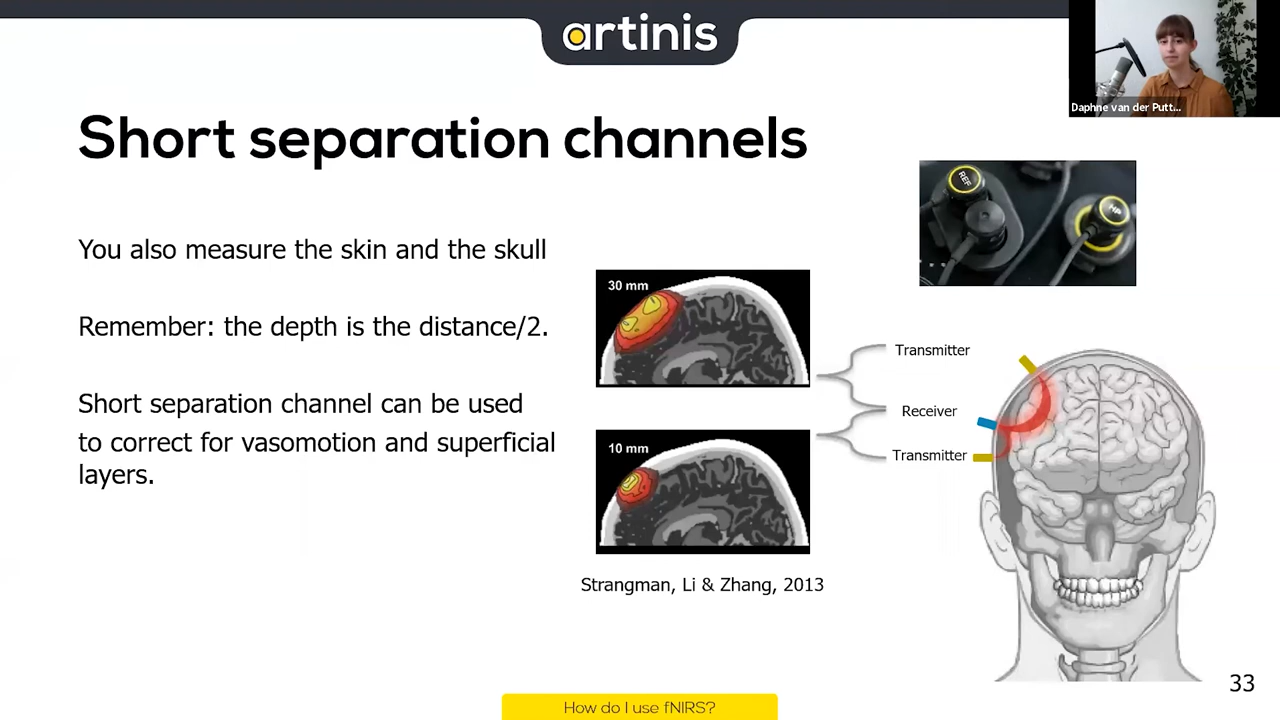 artinis
Daphne van der Putt...
Short separation channels
REF
You also measure the skin and the skull
30 mm
Remember: the depth is the distance/2.
Transmitter
Short separation channel can be used
Receiver
to correct for vasomotion and superficial
10 mm
Transmitter
layers.
Strangman, Li & Zhang, 2013
33
How do I use fNIRS?